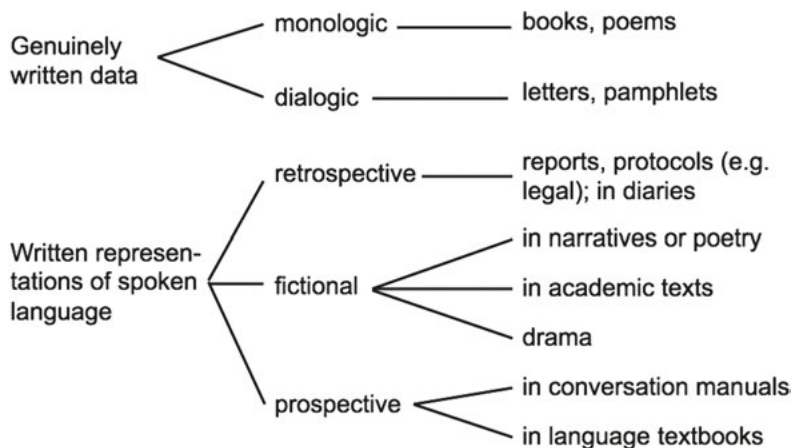 Genuinely
written data
monologic
books, poems
dialogic
letters, pamphlets
Written represen-
tations of spoken
language
retrospective
reports, protocols (e.g.
legal); in diaries
fictional
in narratives or poetry
in academic texts
drama
prospective
in conversation manuals
in language textbooks